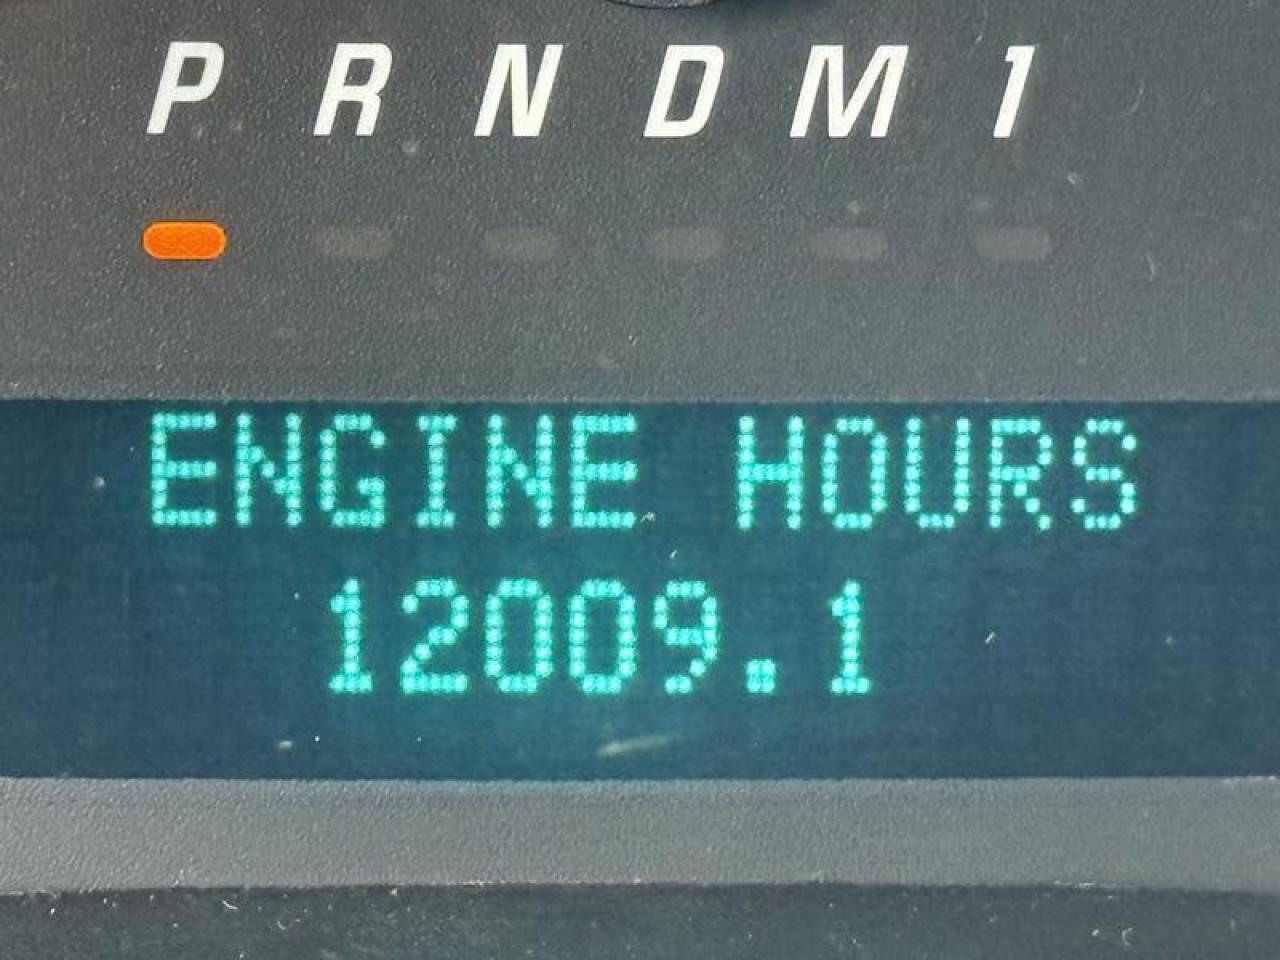 P R N D M 1
ENGINE HOURS
12009.1